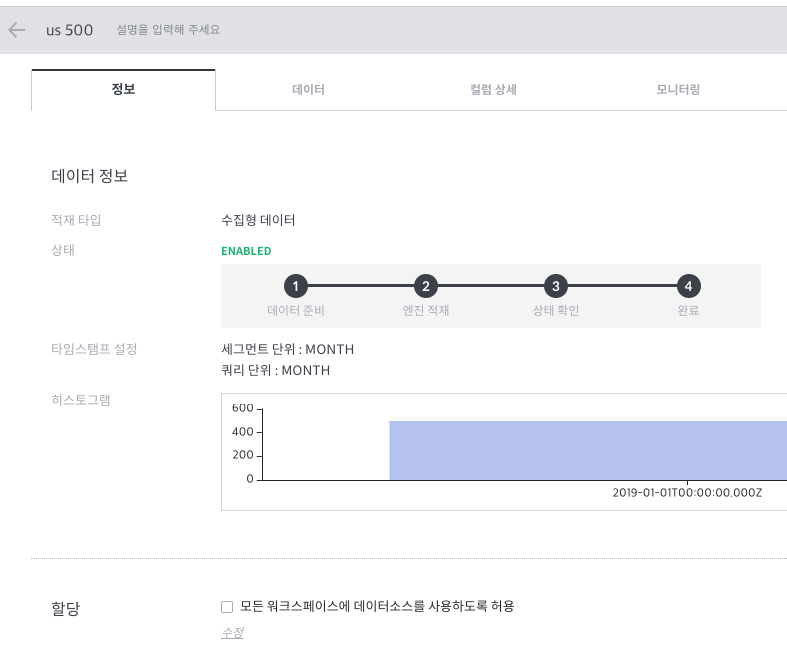 us 500 설명을 입력해 주세요
정보 데이터 컬럼 상세 모니터링
데이터 정보
적재 타입 수집형 데이터
상태 ENABLED
1 2 3 4
데이터 준비 엔진 적재 상태 확인 완료
타임스탬프 설정 세그먼트 단위 : MONTH
쿼리 단위 : MONTH
히스토그램
600
400
200
0
2019-01-01T00:00:00.000Z
할당 모든 워크스페이스에 데이터소스를 사용하도록 허용
수정